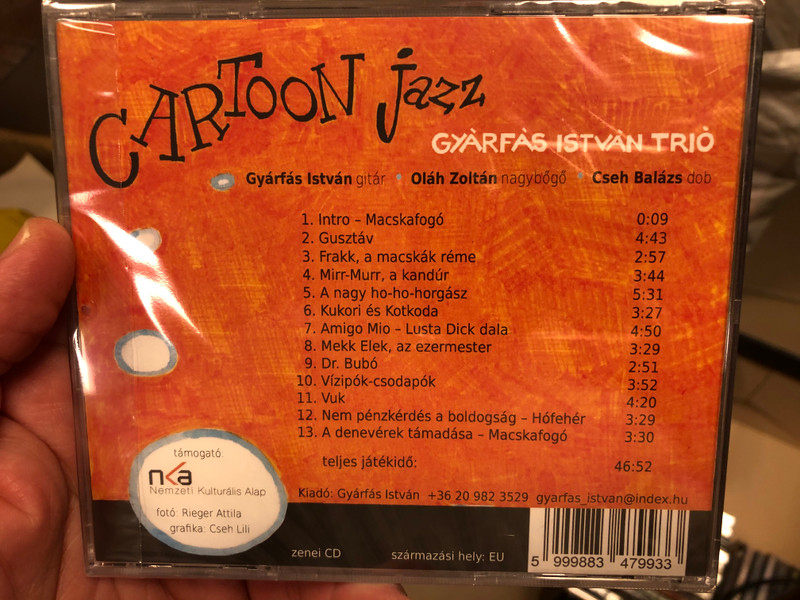 CARTOON jazz
GYÁRFÁS ISTVÁN TRIÓ
Gyárfás István gitár • Oláh Zoltán nagybőgő • Cseh Balázs dob
1. Intro – Macskafogó 0:09
2. Gusztáv 4:43
3. Frakk, a macskák réme 2:57
4. Mirr-Murr, a kandúr 3:44
5. A nagy ho-ho-horgász 5:31
6. Kukori és Kotkoda 3:27
7. Amigo Mio – Lusta Dick dala 4:50
8. Mekk Elek, az ezermester 3:29
9. Dr. Bubó 2:51
10. Vízipók-csodapók 3:52
11. Vuk 4:20
12. Nem pénzkérdés a boldogság – Hófehér 3:29
13. A denevérek támadása – Macskafogó 3:30
teljes játékidő: 46:52
támogató
nka
Nemzeti Kulturális Alap
fotó: Rieger Attila
grafika: Cseh Lili
Kiadó: Gyárfás István +36 20 982 3529 gyarfas_istvan@index.hu
zenei CD származási hely: EU
5 999883 479933